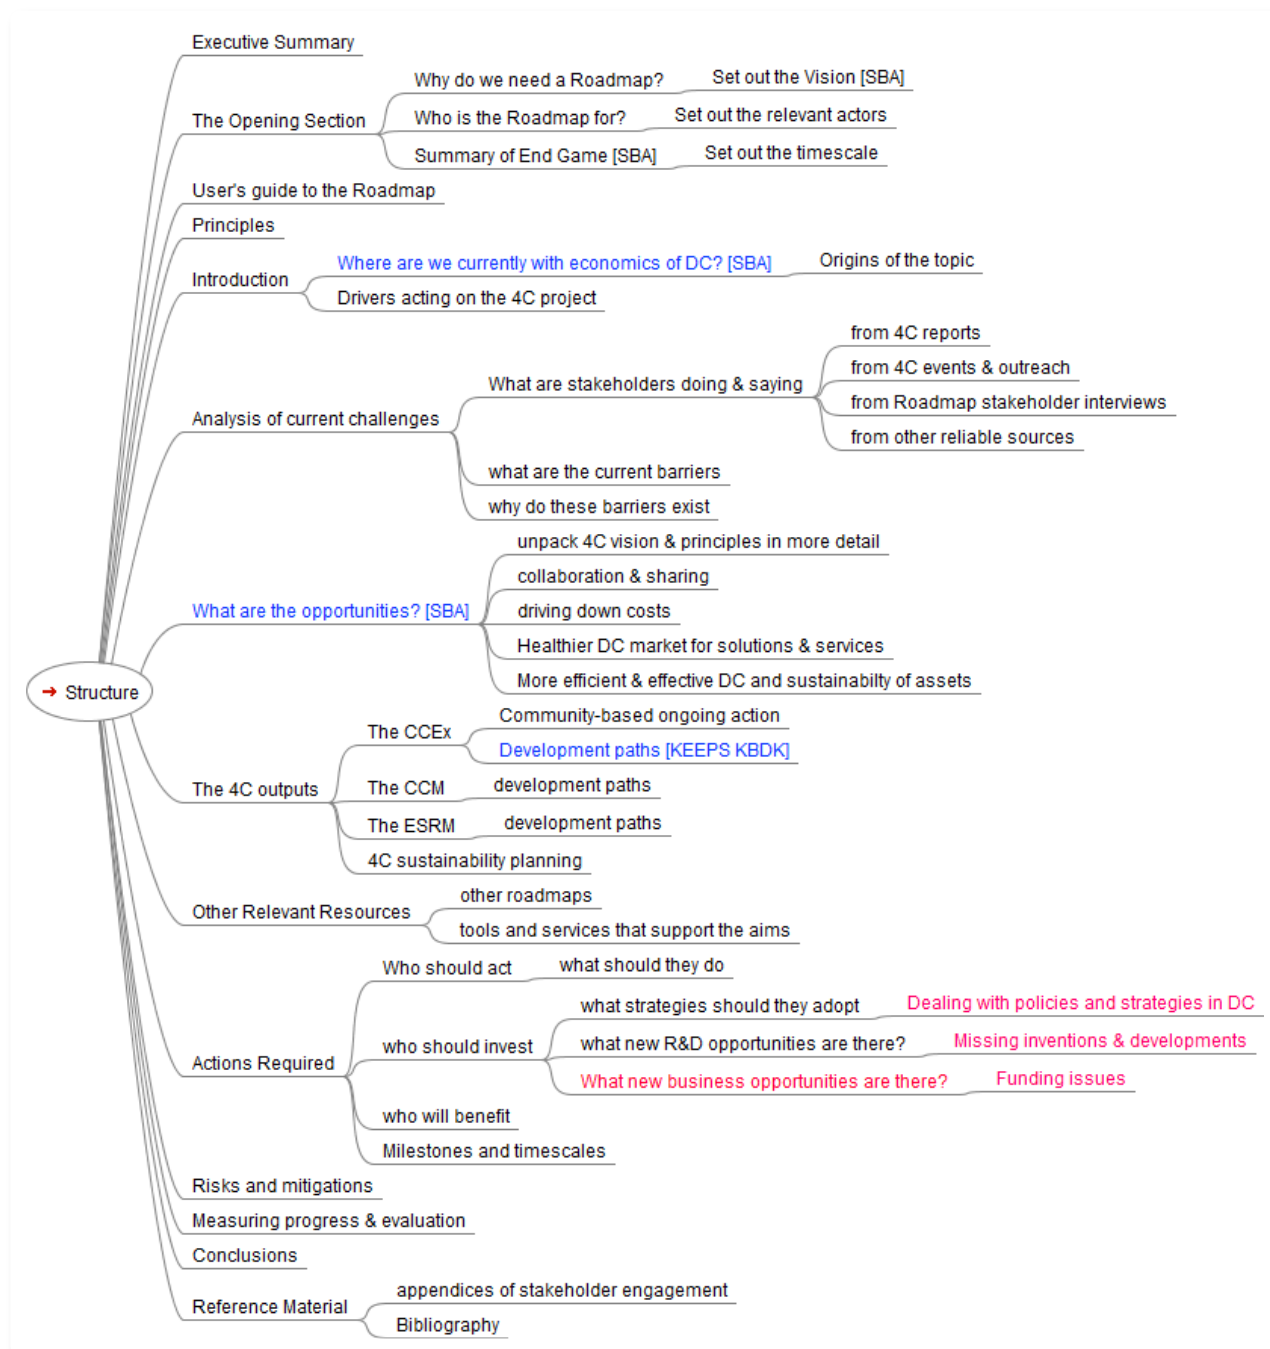 Executive Summary
The Opening Section
Why do we need a Roadmap?
Set out the Vision [SBA]
Who is the Roadmap for?
Set out the relevant actors
Summary of End Game [SBA]
Set out the timescale
User's guide to the Roadmap
Principles
Introduction
Where are we currently with economics of DC? [SBA]
Origins of the topic
Drivers acting on the 4C project
Analysis of current challenges
What are stakeholders doing & saying
from 4C reports
from 4C events & outreach
from Roadmap stakeholder interviews
from other reliable sources
what are the current barriers
why do these barriers exist
What are the opportunities? [SBA]
unpack 4C vision & principles in more detail
collaboration & sharing
driving down costs
Healthier DC market for solutions & services
More efficient & effective DC and sustainabilty of assets
Structure
The 4C outputs
The CCEx
Community-based ongoing action
Development paths [KEEPS KBDK]
The CCM
development paths
The ESRM
development paths
4C sustainability planning
Other Relevant Resources
other roadmaps
tools and services that support the aims
Actions Required
Who should act
what should they do
who should invest
what strategies should they adopt
Dealing with policies and strategies in DC
what new R&D opportunities are there?
Missing inventions & developments
What new business opportunities are there?
Funding issues
who will benefit
Milestones and timescales
Risks and mitigations
Measuring progress & evaluation
Conclusions
Reference Material
appendices of stakeholder engagement
Bibliography